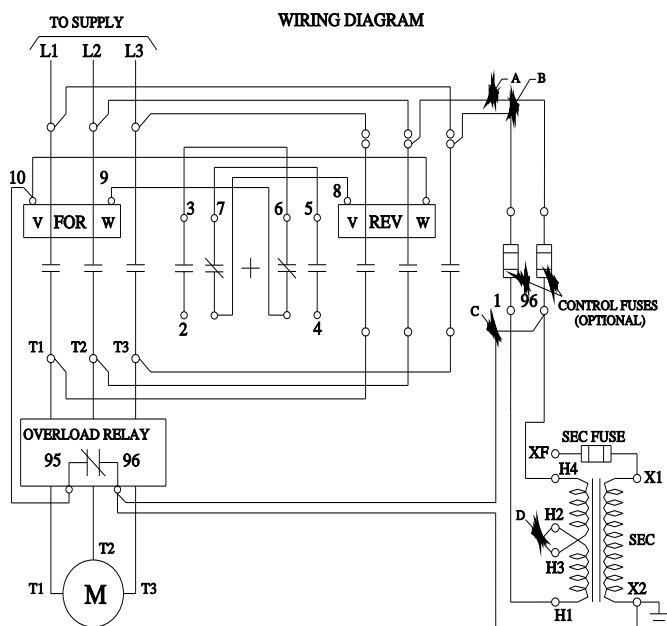 WIRING DIAGRAM
TO SUPPLY
L1 L2 L3
A B
10 9 8
V FOR W
3 7 6 5
V REV W
2 4
1 96
CONTROL FUSES
(OPTIONAL)
C
T1 T2 T3
OVERLOAD RELAY
95 96
SEC FUSE
XF
H4 X1
D H2
SEC
H3
T2
T1 M T3
X2
H1